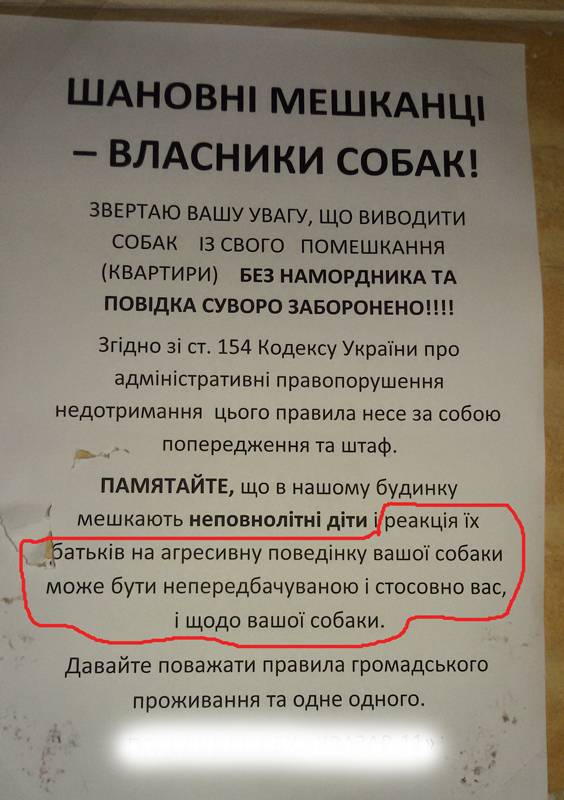 ШАНОВНІ МЕШКАНЦІ
– ВЛАСНИКИ СОБАК!
ЗВЕРТАЮ ВАШУ УВАГУ, ЩО ВИВОДИТИ
СОБАК ІЗ СВОГО ПОМЕШКАННЯ
(КВАРТИРИ) БЕЗ НАМОРДНИКА ТА
ПОВІДКА СУВОРО ЗАБОРОНЕНО!!!!
Згідно зі ст. 154 Кодексу України про
адміністративні правопорушення
недотримання цього правила несе за собою
попередження та штаф.
ПАМЯТАЙТЕ, що в нашому будинку
мешкають неповнолітні діти і реакція їх
батьків на агресивну поведінку вашої собаки
може бути непередбачуваною і стосовно вас,
і щодо вашої собаки.
Давайте поважати правила громадського
проживання та одне одного.